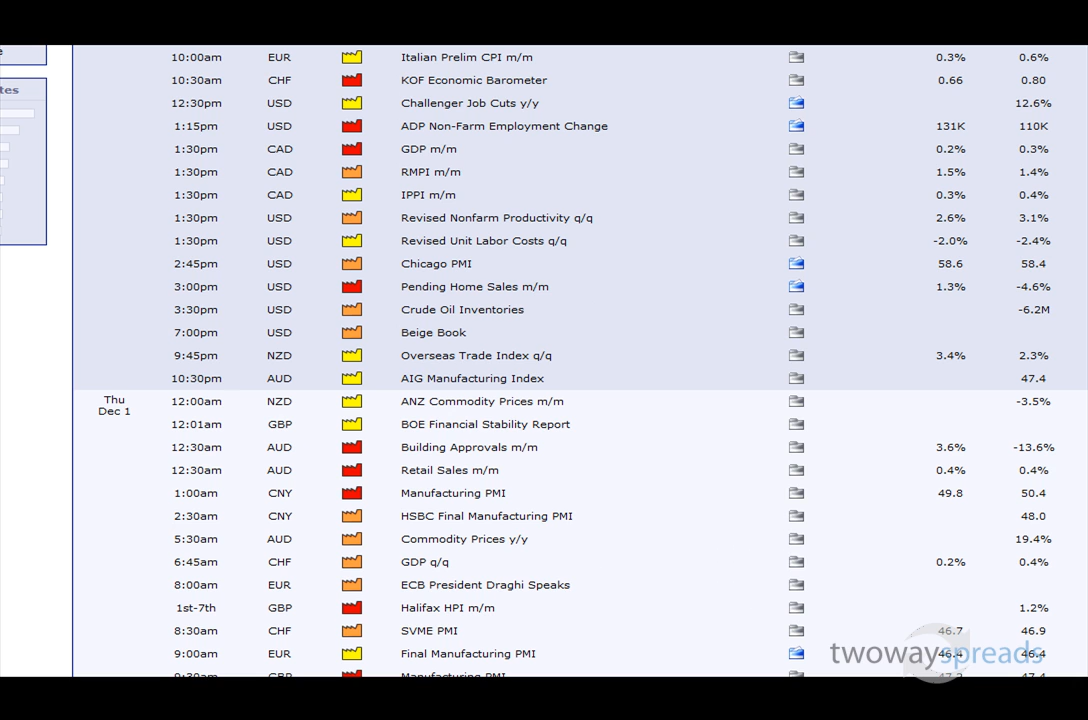 e
tes
10:00am EUR Italian Prelim CPI m/m 0.3% 0.6%
10:30am CHF KOF Economic Barometer 0.66 0.80
12:30pm USD Challenger Job Cuts y/y 12.6%
1:15pm USD ADP Non-Farm Employment Change 131K 110K
1:30pm CAD GDP m/m 0.2% 0.3%
1:30pm CAD RMPI m/m 1.5% 1.4%
1:30pm CAD IPPI m/m 0.3% 0.4%
1:30pm USD Revised Nonfarm Productivity q/q 2.6% 3.1%
1:30pm USD Revised Unit Labor Costs q/q -2.0% -2.4%
2:45pm USD Chicago PMI 58.6 58.4
3:00pm USD Pending Home Sales m/m 1.3% -4.6%
3:30pm USD Crude Oil Inventories -6.2M
7:00pm USD Beige Book
9:45pm NZD Overseas Trade Index q/q 3.4% 2.3%
10:30pm AUD AIG Manufacturing Index 47.4
Thu Dec 1 12:00am NZD ANZ Commodity Prices m/m -3.5%
12:01am GBP BOE Financial Stability Report
12:30am AUD Building Approvals m/m 3.6% -13.6%
12:30am AUD Retail Sales m/m 0.4% 0.4%
1:00am CNY Manufacturing PMI 49.8 50.4
2:30am CNY HSBC Final Manufacturing PMI 48.0
5:30am AUD Commodity Prices y/y 19.4%
6:45am CHF GDP q/q 0.2% 0.4%
8:00am EUR ECB President Draghi Speaks
1st-7th GBP Halifax HPI m/m 1.2%
8:30am CHF SVME PMI 46.7 46.9
9:00am EUR Final Manufacturing PMI 46.4 46.4
9:30am GBP Manufacturing PMI 47.2 47.4
twowayspreads